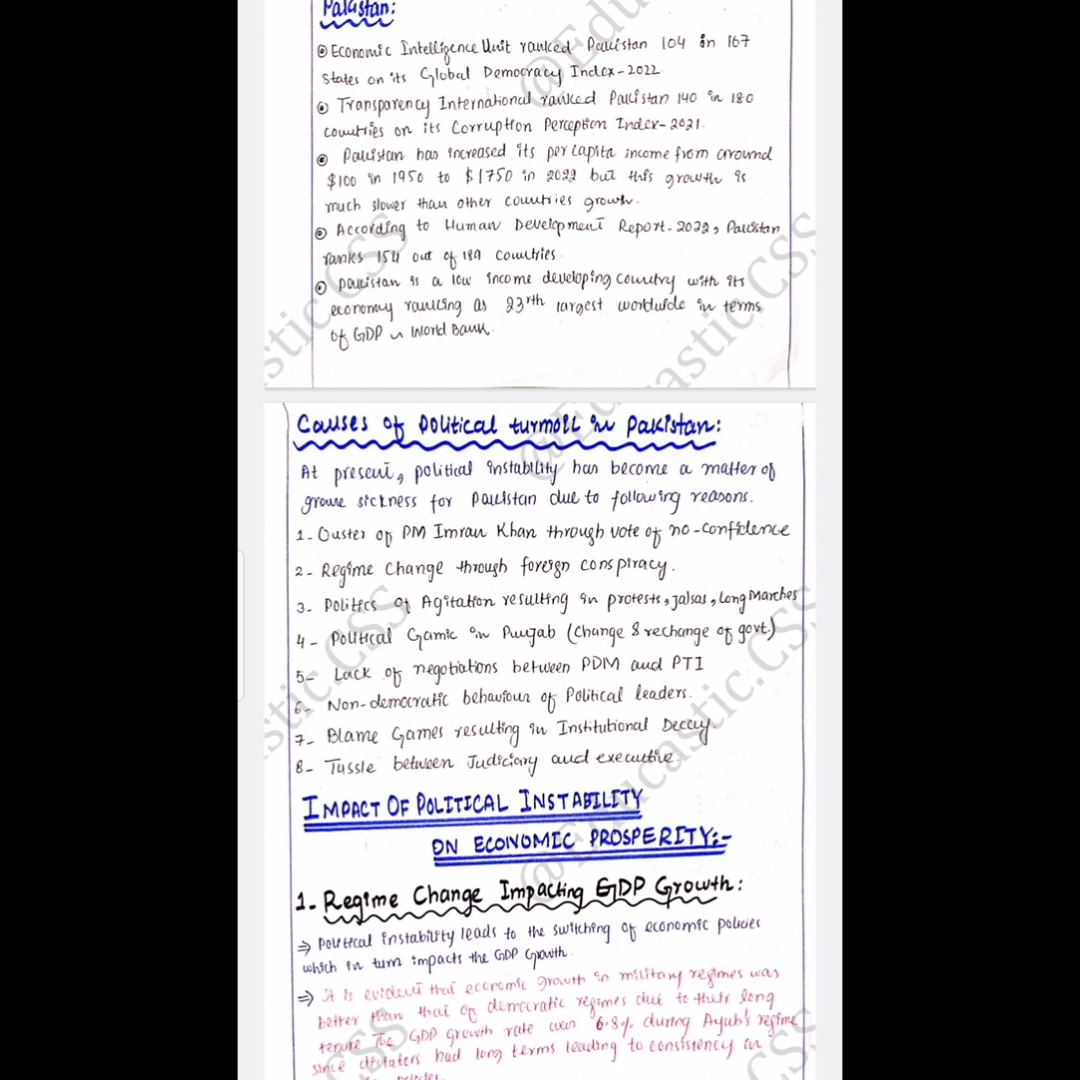 Pakistan:
Economic Intelligence Unit ranked Pakistan 104 in 167
states on its Global Democracy Index-2022
Transparency International ranked Pakistan 140 in 180
countries on its Corruption Perception Index-2021.
Pakistan has increased its per capita income from arround
$100 in 1950 to $1750 in 2022 but this growth is
much slower than other countries growth.
According to Human Development Report-2022, Pakistan
ranks 154 out of 189 countries.
Pakistan is a low income developing country with its
economy ranking as 23rth largest worldwide in terms
of GDP ~ World Bank.
Causes of Political turmoil in Pakistan:
At present, political instability has become a matter of
grave sickness for Pakistan due to following reasons.
1- Ouster of PM Imran Khan through vote of no-confidence
2- Regime Change through foreign conspiracy.
3- Politics of Agitation resulting in protests, Jalsas, Long Marches
4- Political Gamic in Punjab (change & rechange of govt.)
5- Lack of negotiations between PDM and PTI
6- Non-democratic behaviour of Political leaders.
7- Blame Games resulting in Institutional Decay.
8- Tussle between Judiciary and executive.
IMPACT OF POLITICAL INSTABILITY
ON ECONOMIC PROSPERITY:-
1- Regime Change Impacting GDP Growth:
⇒ Political instability leads to the switching of economic policies
which in turn impacts the GDP Growth.
⇒ It is evident that economic growth in military regimes was
better than that of democratic regimes due to their long
tenure. The GDP growth rate was 6.8% during Ayub's regime
since dictators had long terms leading to consistency in
@Educastic.CSS